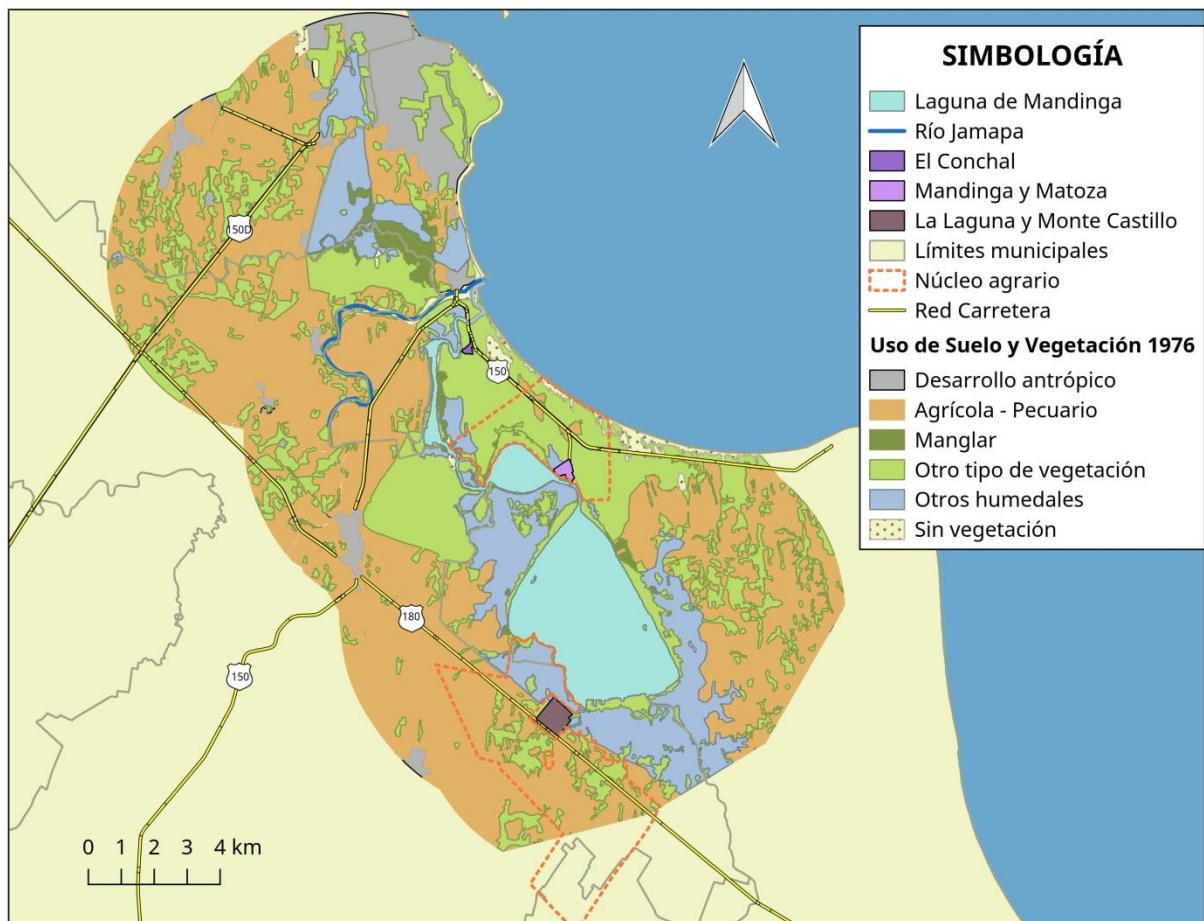 SIMBOLOGÍA
Laguna de Mandinga
Río Jamapa
El Conchal
Mandinga y Matoza
La Laguna y Monte Castillo
Límites municipales
Núcleo agrario
Red Carretera
Uso de Suelo y Vegetación 1976
Desarrollo antrópico
Agrícola - Pecuario
Manglar
Otro tipo de vegetación
Otros humedales
Sin vegetación
150D
150
180
150
0 1 2 3 4 km